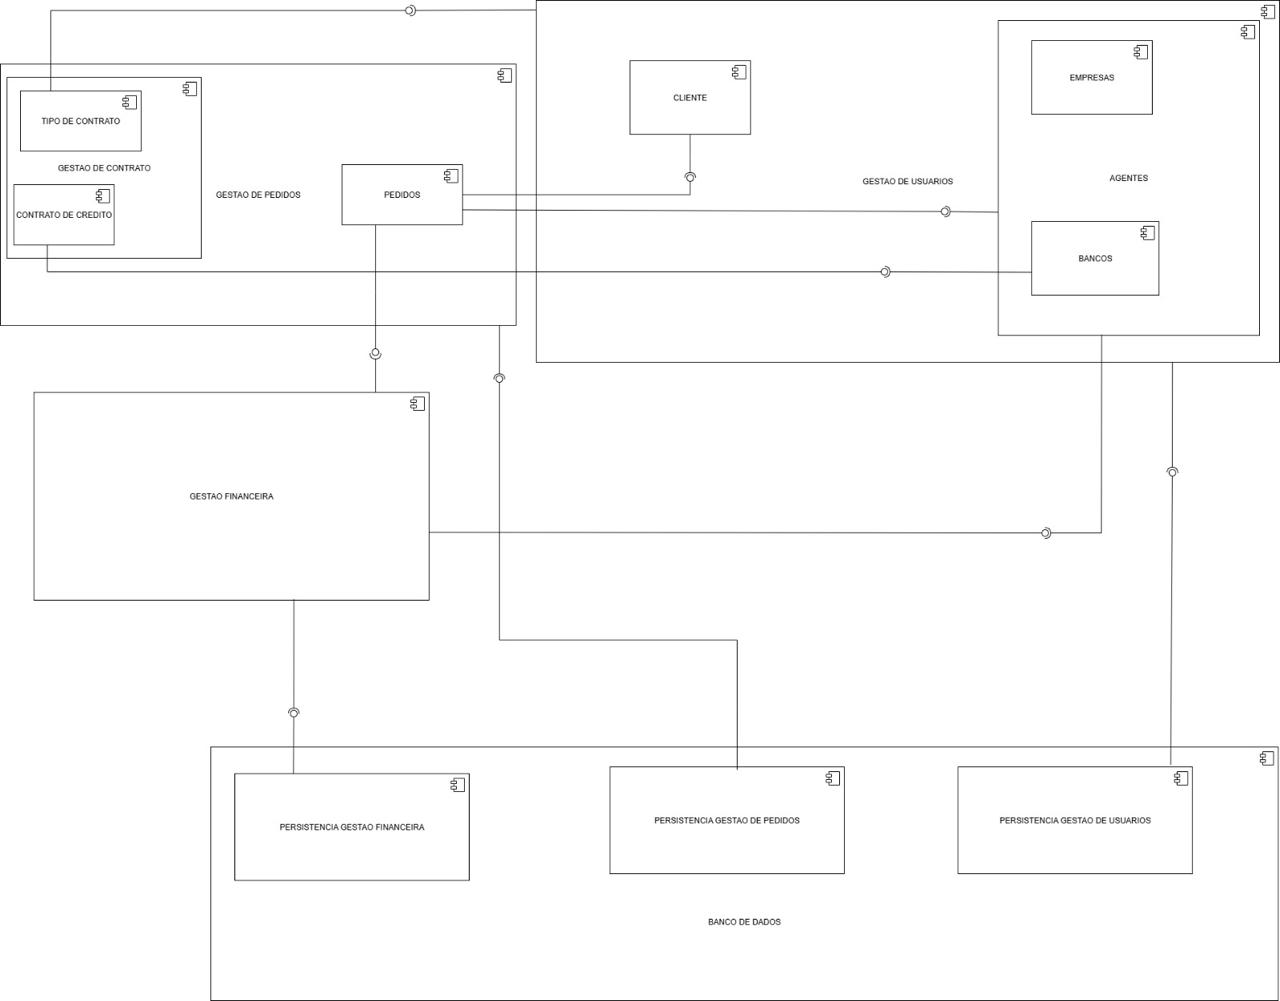 EMPRESAS
CLIENTE
TIPO DE CONTRATO
GESTAO DE CONTRATO
AGENTES
GESTAO DE USUARIOS
GESTAO DE PEDIDOS
PEDIDOS
CONTRATO DE CREDITO
BANCOS
GESTAO FINANCEIRA
PERSISTENCIA GESTAO FINANCEIRA
PERSISTENCIA GESTAO DE PEDIDOS
PERSISTENCIA GESTAO DE USUARIOS
BANCO DE DADOS